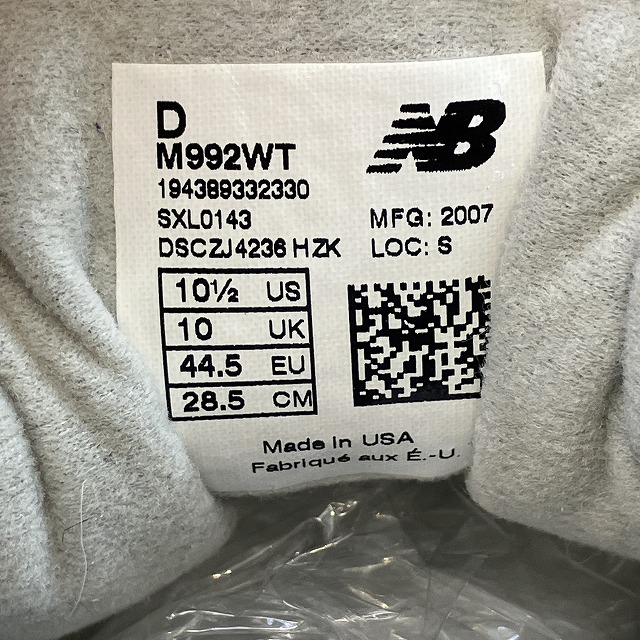 D
M992WT
NB
194389332330
SXL0143
MFG: 2007
DSCZJ4236 HZK
LOC: S
10½ US
10 UK
44.5 EU
28.5 CM
Made in USA
Fabriqué aux É.-U.